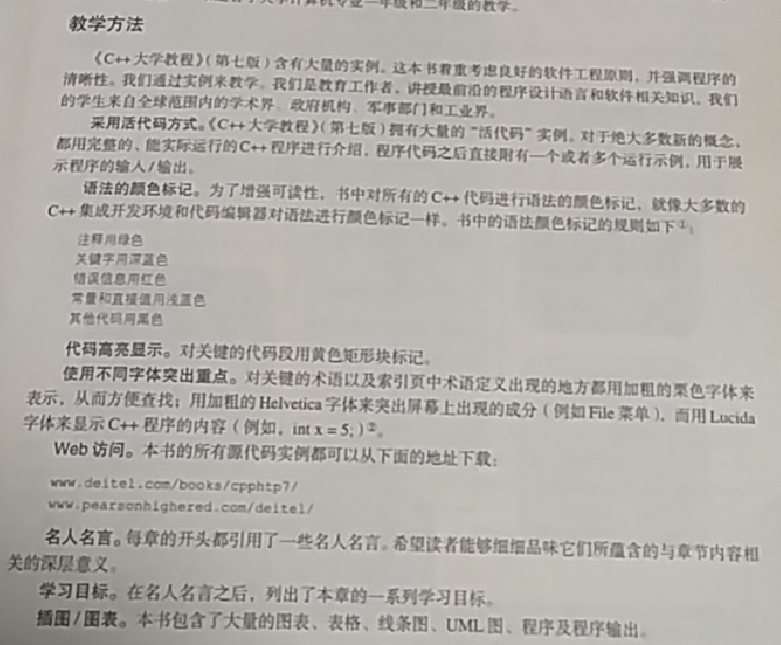 计算机专业一年级和二年级的教学。
教学方法
《C++大学教程》(第七版)含有大量的实例。这本书着重考虑良好的软件工程原则，并强调程序的
清晰性。我们通过实例来教学。我们是教育工作者，讲授最前沿的程序设计语言和软件相关知识。我们
的学生来自全球范围内的学术界、政府机构、军事部门和工业界。
采用活代码方式。《C++大学教程》(第七版)拥有大量的“活代码”实例。对于绝大多数新的概念，
都用完整的、能实际运行的C++程序进行介绍，程序代码之后直接附有一个或者多个运行示例，用于展
示程序的输入/输出。
语法的颜色标记。为了增强可读性，书中对所有的C++代码进行语法的颜色标记，就像大多数的
C++集成开发环境和代码编辑器对语法进行颜色标记一样。书中的语法颜色标记的规则如下①：
注释用绿色
关键字用深蓝色
错误信息用红色
常量和直接值用浅蓝色
其他代码用黑色
代码高亮显示。对关键的代码段用黄色矩形块标记。
使用不同字体突出重点。对关键的术语以及索引页中术语定义出现的地方都用加粗的栗色字体来
表示，从而方便查找；用加粗的Helvetica字体来突出屏幕上出现的成分(例如File菜单)，而用Lucida
字体来显示C++程序的内容(例如，int x = 5;)②。
Web访问。本书的所有源代码实例都可以从下面的地址下载：
www.deitel.com/books/cpphtp7/
www.pearsonhighered.com/deitel/
名人名言。每章的开头都引用了一些名人名言。希望读者能够细细品味它们所蕴含的与章节内容相
关的深层意义。
学习目标。在名人名言之后，列出了本章的一系列学习目标。
插图/图表。本书包含了大量的图表、表格、线条图、UML图、程序及程序输出。